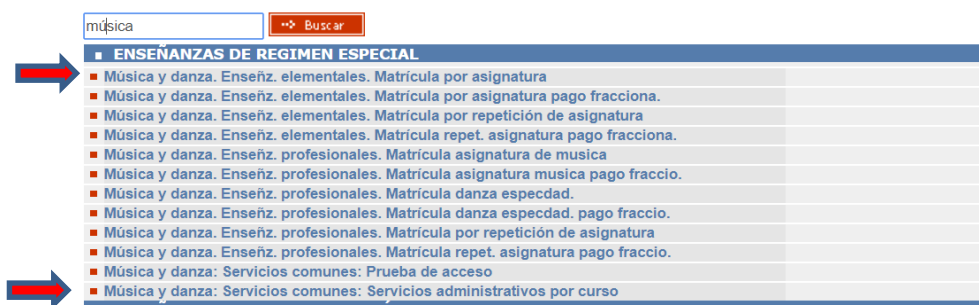 música
Buscar
ENSEÑANZAS DE REGIMEN ESPECIAL
Música y danza. Enseñz. elementales. Matrícula por asignatura
Música y danza. Enseñz. elementales. Matrícula por asignatura pago fracciona.
Música y danza. Enseñz. elementales. Matrícula por repetición de asignatura
Música y danza. Enseñz. elementales. Matrícula repet. asignatura pago fracciona.
Música y danza. Enseñz. profesionales. Matrícula asignatura de musica
Música y danza. Enseñz. profesionales. Matrícula asignatura musica pago fraccio.
Música y danza. Enseñz. profesionales. Matrícula danza especdad.
Música y danza. Enseñz. profesionales. Matrícula danza especdad. pago fraccio.
Música y danza. Enseñz. profesionales. Matrícula por repetición de asignatura
Música y danza. Enseñz. profesionales. Matrícula repet. asignatura pago fraccio.
Música y danza: Servicios comunes: Prueba de acceso
Música y danza: Servicios comunes: Servicios administrativos por curso